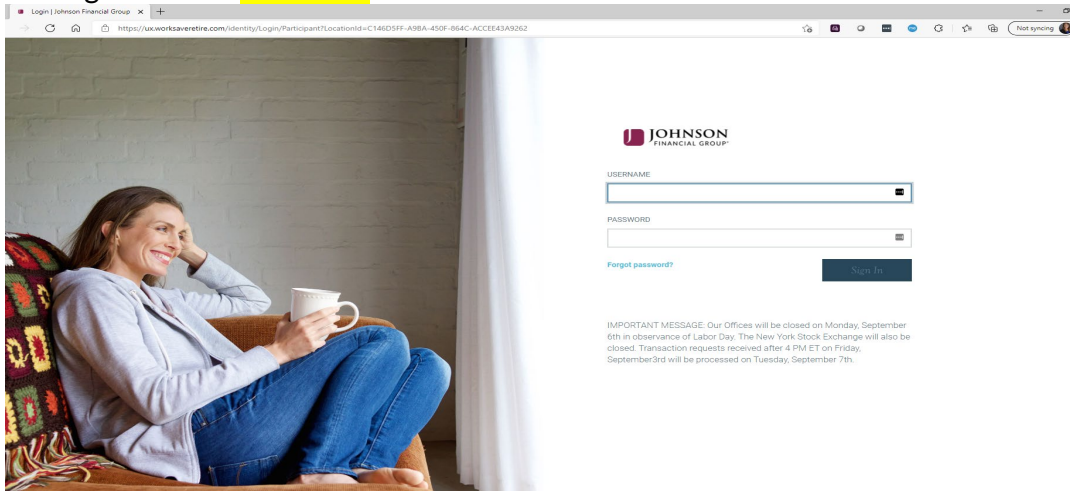 Login | Johnson Financial Group
https://ux.worksaveretire.com/identity/Login/Participant?LocationId=C146D5FF-A9BA-450F-864C-ACCEE43A9262
Not syncing
JOHNSON
FINANCIAL GROUP
USERNAME
PASSWORD
Forgot password?
Sign In
IMPORTANT MESSAGE: Our Offices will be closed on Monday, September
6th in observance of Labor Day. The New York Stock Exchange will also be
closed. Transaction requests received after 4 PM ET on Friday,
September3rd will be processed on Tuesday, September 7th.